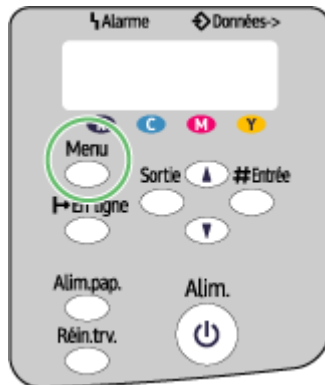 Alarme Données->
K C M Y
Menu
Sortie #Entrée
En ligne
Alim.pap. Alim.
Réin.trv.